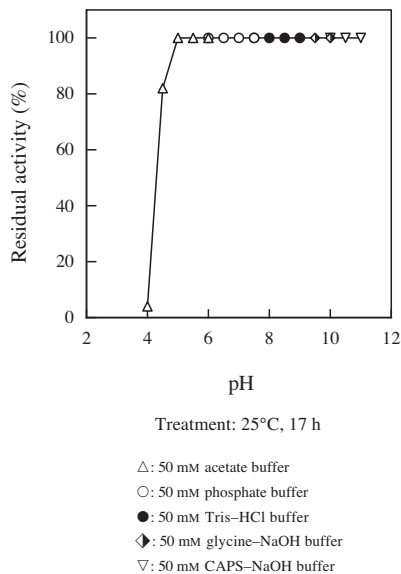 Residual activity (%)
100
80
60
40
20
0
2 4 6 8 10 12
pH
Treatment: 25°C, 17 h
△: 50 mM acetate buffer
○: 50 mM phosphate buffer
●: 50 mM Tris–HCl buffer
⬗: 50 mM glycine–NaOH buffer
▽: 50 mM CAPS–NaOH buffer